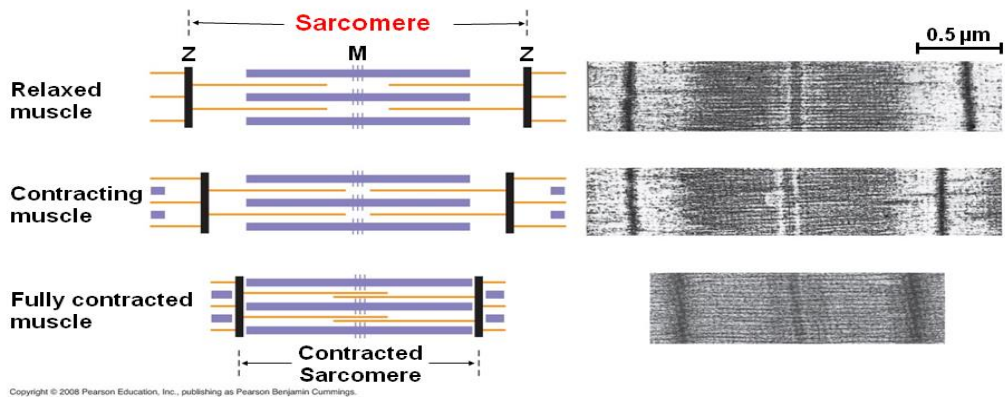 Sarcomere
Z M Z
0.5 µm
Relaxed
muscle
Contracting
muscle
Fully contracted
muscle
Contracted
Sarcomere
Copyright © 2008 Pearson Education, Inc., publishing as Pearson Benjamin Cummings.